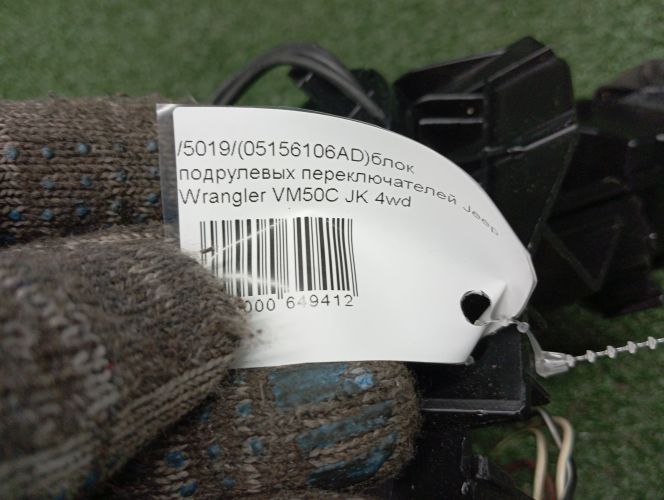 /5019/(05156106AD)блок
подрулевых переключателей Jeep
Wrangler VM50C JK 4wd
000 649412